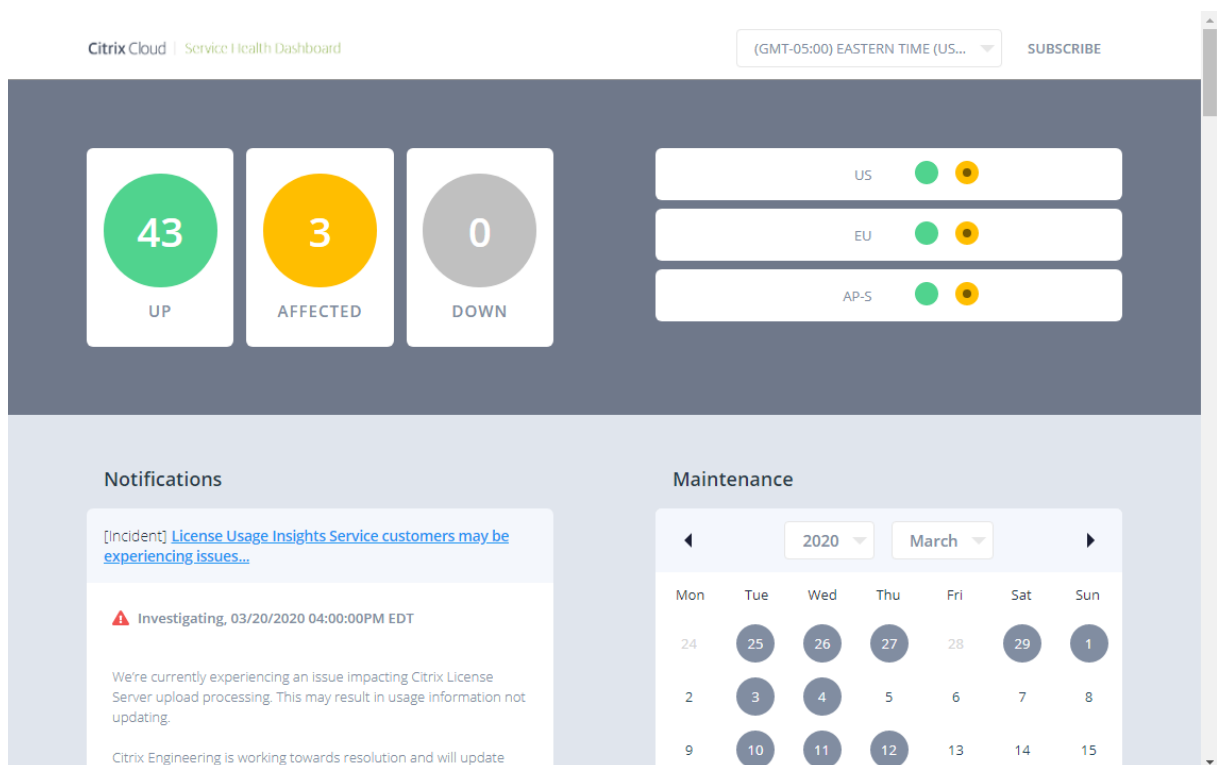 Citrix Cloud | Service Health Dashboard
(GMT-05:00) EASTERN TIME (US...
SUBSCRIBE
43
UP
3
AFFECTED
0
DOWN
US
EU
AP-S
Notifications
[Incident] License Usage Insights Service customers may be
experiencing issues...
Investigating, 03/20/2020 04:00:00PM EDT
We're currently experiencing an issue impacting Citrix License
Server upload processing. This may result in usage information not
updating.
Citrix Engineering is working towards resolution and will update
Maintenance
2020 March
Mon Tue Wed Thu Fri Sat Sun
24 25 26 27 28 29 1
2 3 4 5 6 7 8
9 10 11 12 13 14 15